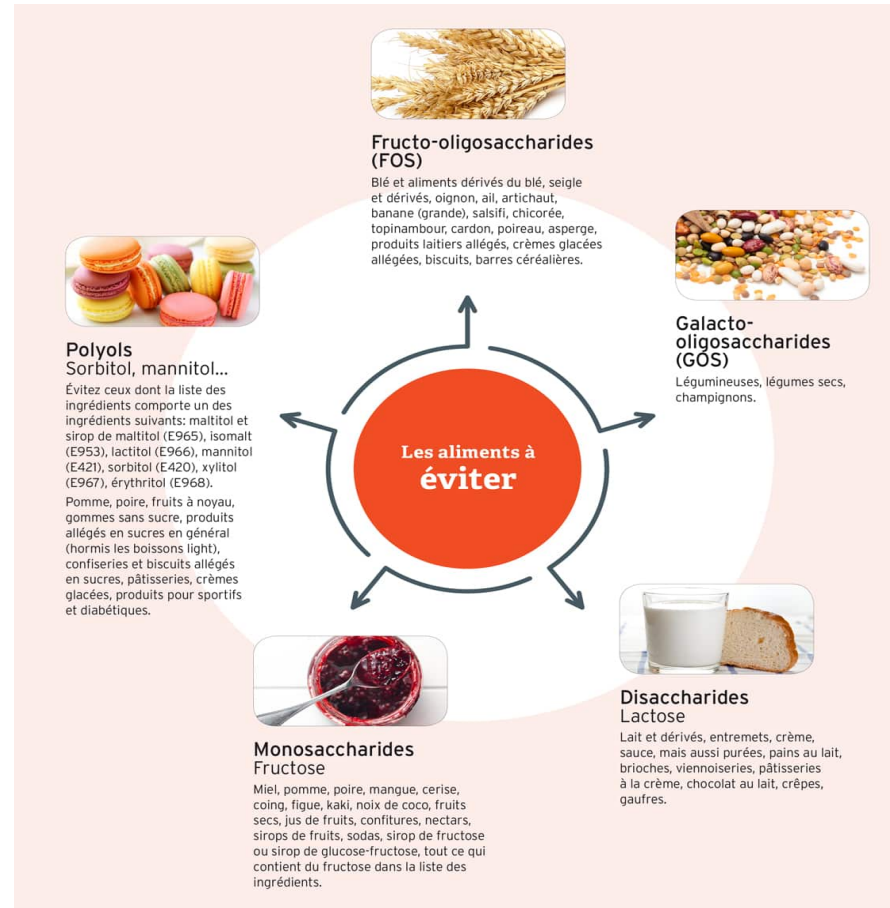 Fructo-oligosaccharides
(FOS)
Blé et aliments dérivés du blé, seigle
et dérivés, oignon, ail, artichaut,
banane (grande), salsifi, chicorée,
topinambour, cardon, poireau, asperge,
produits laitiers allégés, crèmes glacées
allégées, biscuits, barres céréalières.
Galacto-
oligosaccharides
(GOS)
Légumineuses, légumes secs,
champignons.
Polyols
Sorbitol, mannitol...
Évitez ceux dont la liste des
ingrédients comporte un des
ingrédients suivants: maltitol et
sirop de maltitol (E965), isomalt
(E953), lactitol (E966), mannitol
(E421), sorbitol (E420), xylitol
(E967), érythritol (E968).
Pomme, poire, fruits à noyau,
gommes sans sucre, produits
allégés en sucres en général
(hormis les boissons light),
confiseries et biscuits allégés
en sucres, pâtisseries, crèmes
glacées, produits pour sportifs
et diabétiques.
Les aliments à
éviter
Disaccharides
Lactose
Lait et dérivés, entremets, crème,
sauce, mais aussi purées, pains au lait,
brioches, viennoiseries, pâtisseries
à la crème, chocolat au lait, crêpes,
gaufres.
Monosaccharides
Fructose
Miel, pomme, poire, mangue, cerise,
coing, figue, kaki, noix de coco, fruits
secs, jus de fruits, confitures, nectars,
sirops de fruits, sodas, sirop de fructose
ou sirop de glucose-fructose, tout ce qui
contient du fructose dans la liste des
ingrédients.